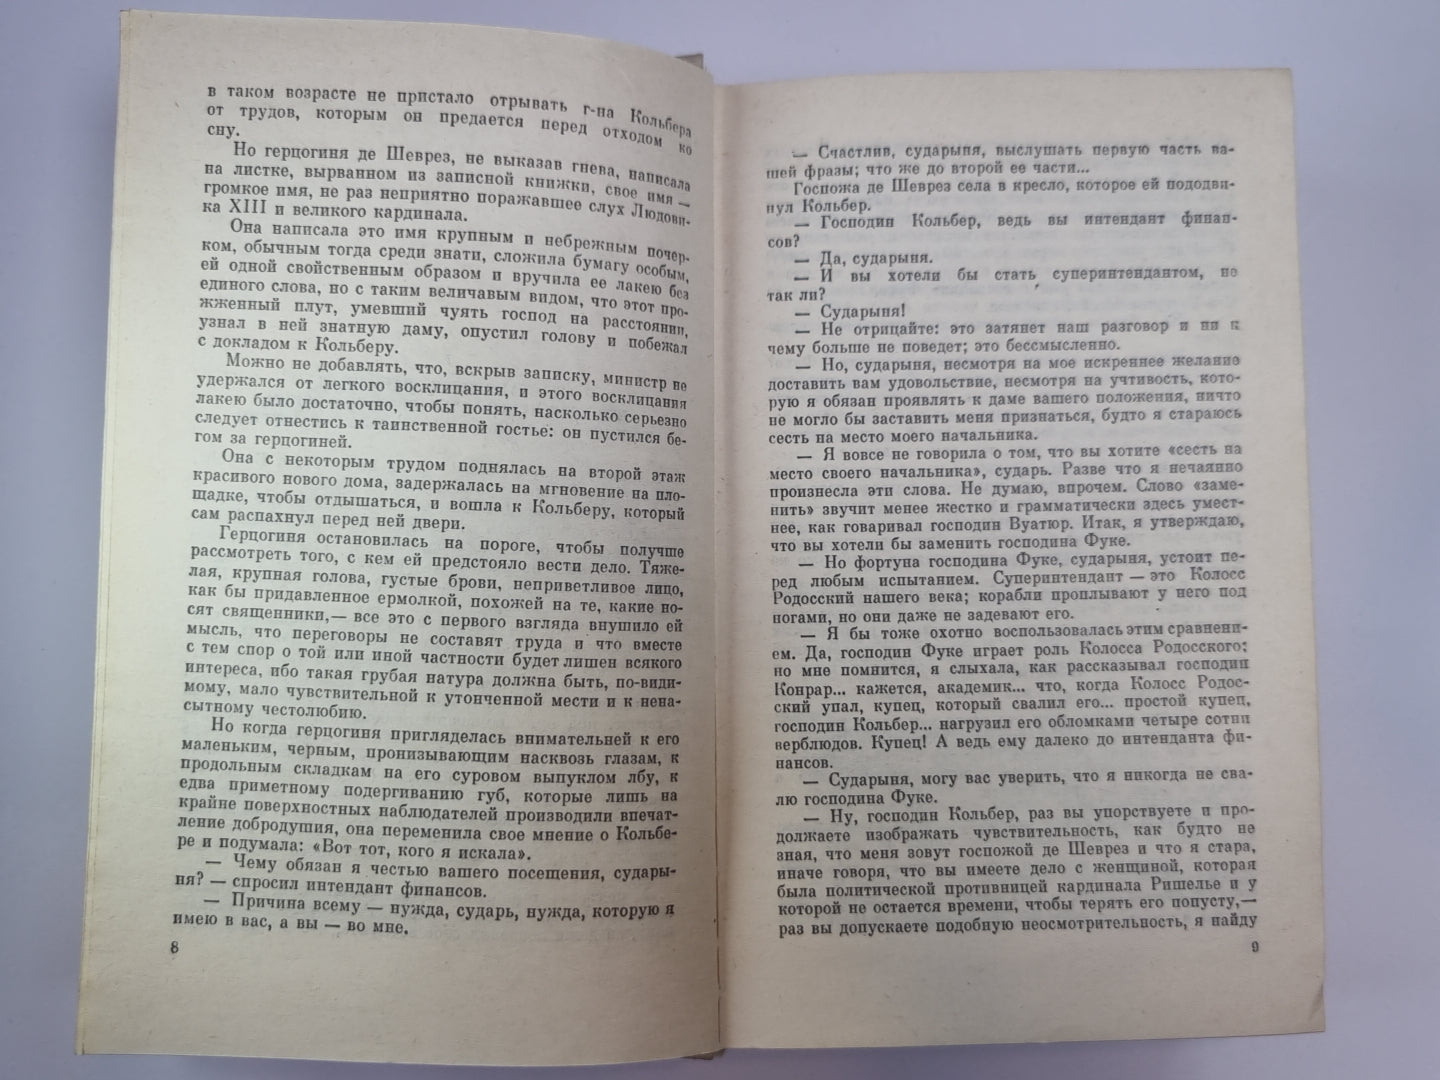 в таком возрасте не пристало отрывать г-на Кольбера
от трудов, которым он предается перед отходом ко
сну.
Но герцогиня де Шеврез, не выказав гнева, написала
на листке, вырванном из записной книжки, свое имя —
громкое имя, не раз неприятно поражавшее слух Людови-
ка XIII и великого кардинала.
Она написала это имя крупным и небрежным почер-
ком, обычным тогда среди знати, сложила бумагу особым,
ей одной свойственным образом и вручила ее лакею без
единого слова, но с таким величавым видом, что этот про-
жженный плут, умевший чуять господ на расстоянии,
узнал в ней знатную даму, опустил голову и побежал
с докладом к Кольберу.
Можно не добавлять, что, вскрыв записку, министр не
удержался от легкого восклицания, и этого восклицания
лакею было достаточно, чтобы понять, насколько серьезно
следует отнестись к таинственной гостье: он пустился бе-
гом за герцогиней.
Она с некоторым трудом поднялась на второй этаж
красивого нового дома, задержалась на мгновение на пло-
щадке, чтобы отдышаться, и вошла к Кольберу, который
сам распахнул перед ней двери.
Герцогиня остановилась на пороге, чтобы получше
рассмотреть того, с кем ей предстояло вести дело. Тяже-
лая, крупная голова, густые брови, неприветливое лицо,
как бы придавленное ермолкой, похожей на те, какие но-
сят священники,— все это с первого взгляда внушило ей
мысль, что переговоры не составят труда и что вместе
с тем спор о той или иной частности будет лишен всякого
интереса, ибо такая грубая натура должна быть, по-види-
мому, мало чувствительной к утонченной мести и к нена-
сытному честолюбию.
Но когда герцогиня пригляделась внимательней к его
маленьким, черным, пронизывающим насквозь глазам, к
продольным складкам на его суровом выпуклом лбу, к
едва приметному подергиванию губ, которые лишь на
крайне поверхностных наблюдателей производили впечат-
ление добродушия, она переменила свое мнение о Кольбе-
ре и подумала: «Вот тот, кого я искала».
— Чему обязан я честью вашего посещения, судары-
ня? — спросил интендант финансов.
— Причина всему — нужда, сударь, нужда, которую я
имею в вас, а вы — во мне.
8
— Счастлив, сударыня, выслушать первую часть ва-
шей фразы; что же до второй ее части...
Госпожа де Шеврез села в кресло, которое ей пододви-
нул Кольбер.
— Господин Кольбер, ведь вы интендант финан-
сов?
— Да, сударыня.
— И вы хотели бы стать суперинтендантом, не
так ли?
— Сударыня!
— Не отрицайте: это затянет наш разговор и ни к
чему больше не поведет; это бессмысленно.
— Но, сударыня, несмотря на мое искреннее желание
доставить вам удовольствие, несмотря на учтивость, кото-
рую я обязан проявлять к даме вашего положения, ничто
не могло бы заставить меня признаться, будто я стараюсь
сесть на место моего начальника.
— Я вовсе не говорила о том, что вы хотите «сесть на
место своего начальника», сударь. Разве что я нечаянно
произнесла эти слова. Не думаю, впрочем. Слово «заме-
нить» звучит менее жестко и грамматически здесь умест-
нее, как говаривал господин Вуатюр. Итак, я утверждаю,
что вы хотели бы заменить господина Фуке.
— Но фортуна господина Фуке, сударыня, устоит пе-
ред любым испытанием. Суперинтендант — это Колосс
Родосский нашего века; корабли проплывают у него под
ногами, но они даже не задевают его.
— Я бы тоже охотно воспользовалась этим сравнени-
ем. Да, господин Фуке играет роль Колосса Родосского;
но мне помнится, я слыхала, как рассказывал господин
Конрар... кажется, академик... что, когда Колосс Родос-
ский упал, купец, который свалил его... простой купец,
господин Кольбер... нагрузил его обломками четыре сотни
верблюдов. Купец! А ведь ему далеко до интенданта фи-
нансов.
— Сударыня, могу вас уверить, что я никогда не сва-
лю господина Фуке.
— Ну, господин Кольбер, раз вы упорствуете и про-
должаете изображать чувствительность, как будто не
зная, что меня зовут госпожой де Шеврез и что я стара,
иначе говоря, что вы имеете дело с женщиной, которая
была политической противницей кардинала Ришелье и у
которой не остается времени, чтобы терять его попусту,—
раз вы допускаете подобную неосмотрительность, я найду
9